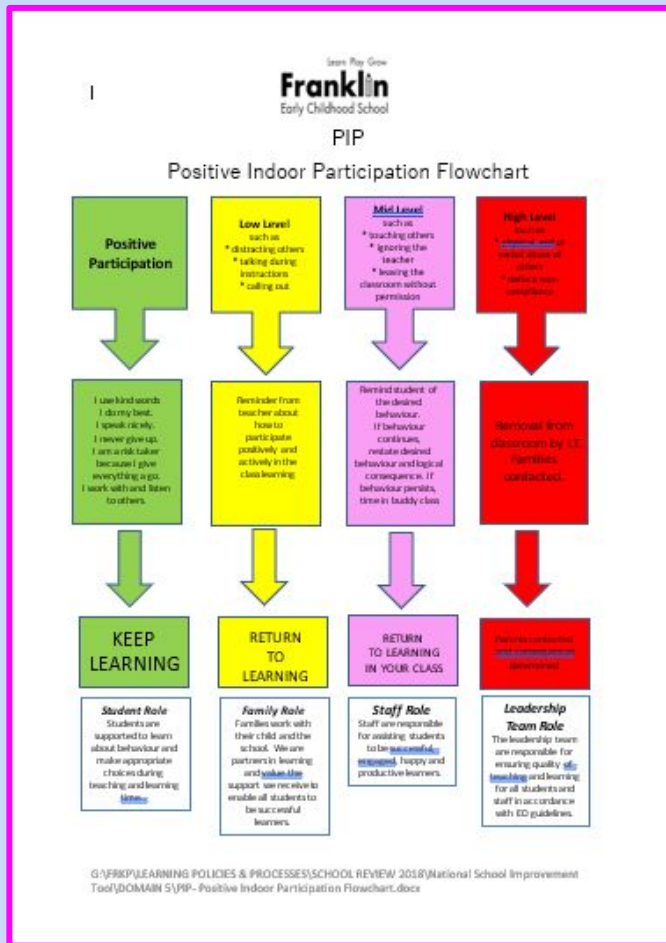 Learn Play Grow
Franklin
Early Childhood School
I
PIP
Positive Indoor Participation Flowchart
Positive
Participation
Low Level
such as
* distracting others
* talking during
instructions
* calling out
Mid Level
such as
* touching others
* ignoring the
teacher
* leaving the
classroom without
permission
High Level
such as
verbal abuse of
others
I use kind words
I do my best.
I speak nicely.
I never give up.
I am a risk taker
because I give
everything a go.
I work with and listen
to others.
Reminder from
teacher about
how to
participate
positively and
actively in the
class learning
Remind student of
the desired
behaviour.
If behaviour
continues,
restate desired
behaviour and logical
consequence. If
behaviour persists,
time in buddy class
Removal from
classroom by LT.
Families
contacted.
KEEP
LEARNING
RETURN
TO
LEARNING
RETURN
TO LEARNING
IN YOUR CLASS
Parents contacted
determined
Student Role
Students are
supported to learn
about behaviour and
make appropriate
choices during
teaching and learning
time.
Family Role
Families work with
their child and the
school. We are
partners in learning
and value the
support we receive to
enable all students to
be successful
learners.
Staff Role
Staff are responsible
for assisting students
to be successful,
engaged, happy and
productive learners.
Leadership
Team Role
The leadership team
are responsible for
ensuring quality of
teaching and learning
for all students and
staff in accordance
with ED guidelines.
G:\FRKP\LEARNING POLICIES & PROCESSES\SCHOOL REVIEW 2018\National School Improvement
Tool\DOMAIN 5\PIP- Positive Indoor Participation Flowchart.docx